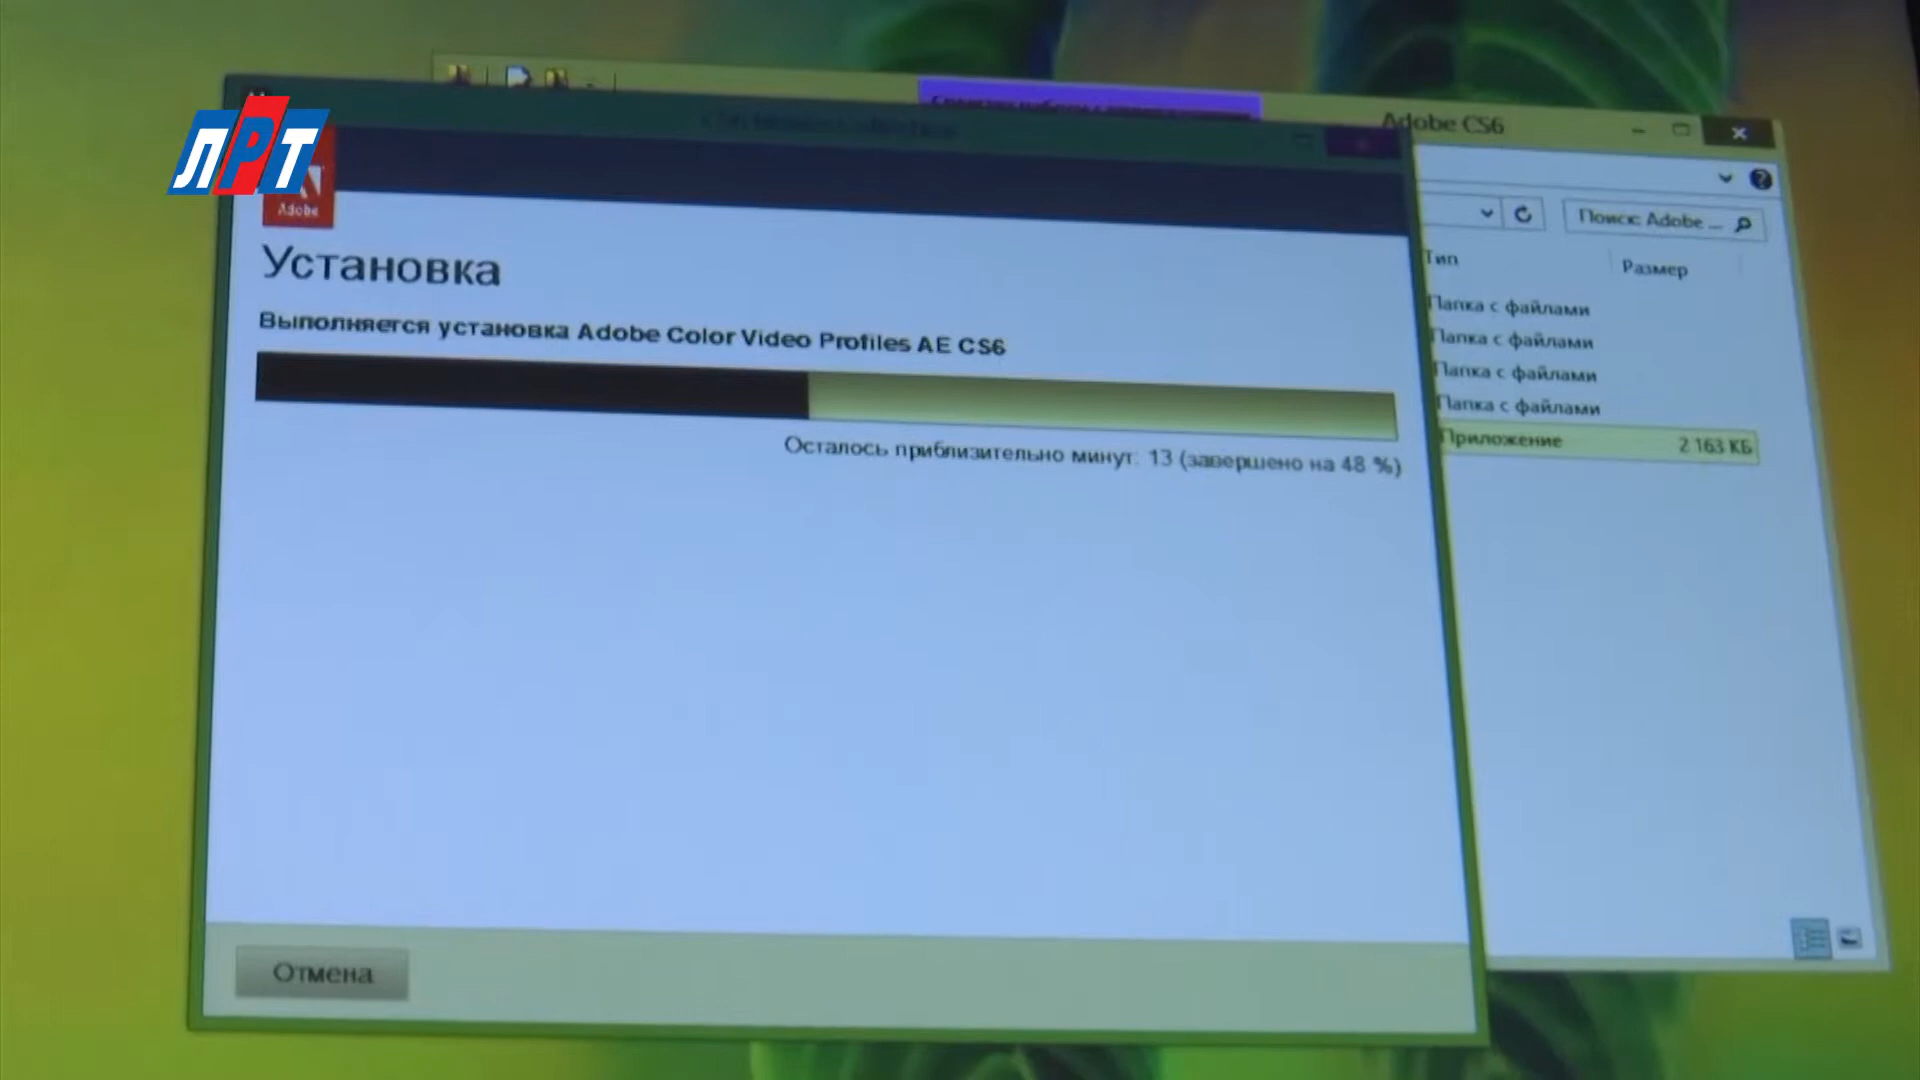 ЛРТ
Adobe CS6
Adobe
Поиск: Adobe ...
Установка
Тип Размер
Выполняется установка Adobe Color Video Profiles AE CS6
Папка с файлами
Папка с файлами
Папка с файлами
Папка с файлами
Приложение 2 163 КБ
Осталось приблизительно минут: 13 (завершено на 48 %)
Отмена